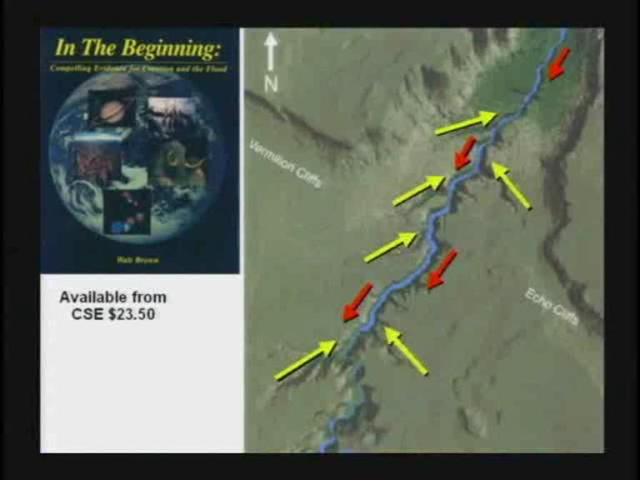 In The Beginning:
Compelling Evidence for Creation and the Flood
Walt Brown
Available from
CSE $23.50
N
Vermilion Cliffs
Echo Cliffs